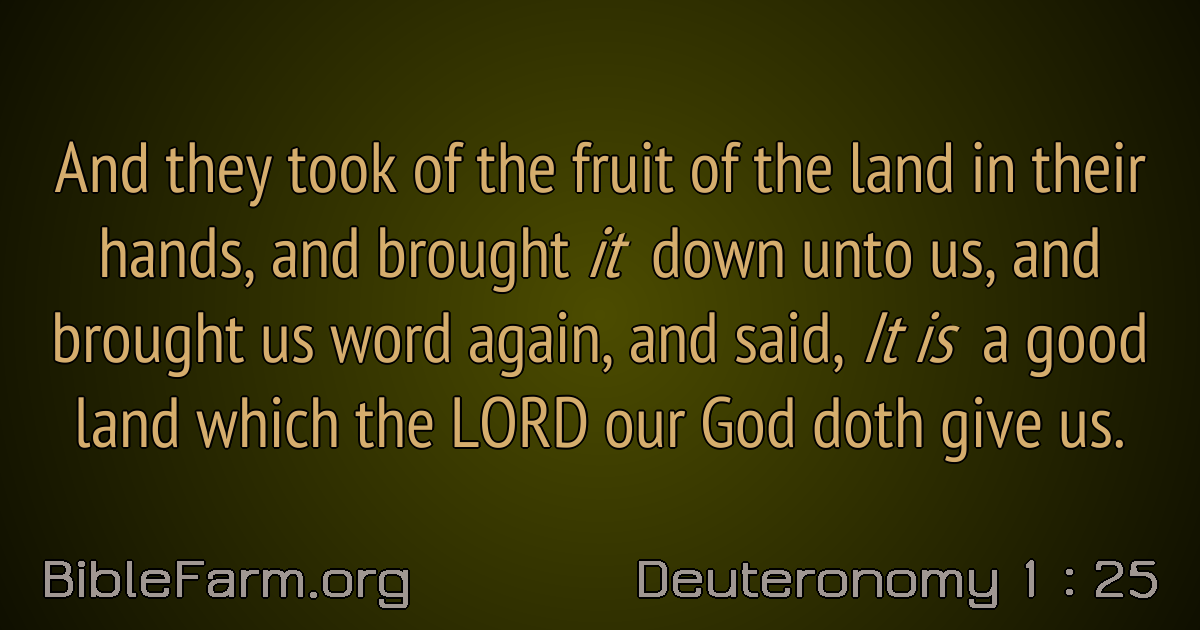 And they took of the fruit of the land in their
hands, and brought it down unto us, and
brought us word again, and said, It is a good
land which the LORD our God doth give us.
BibleFarm.org
Deuteronomy 1 : 25